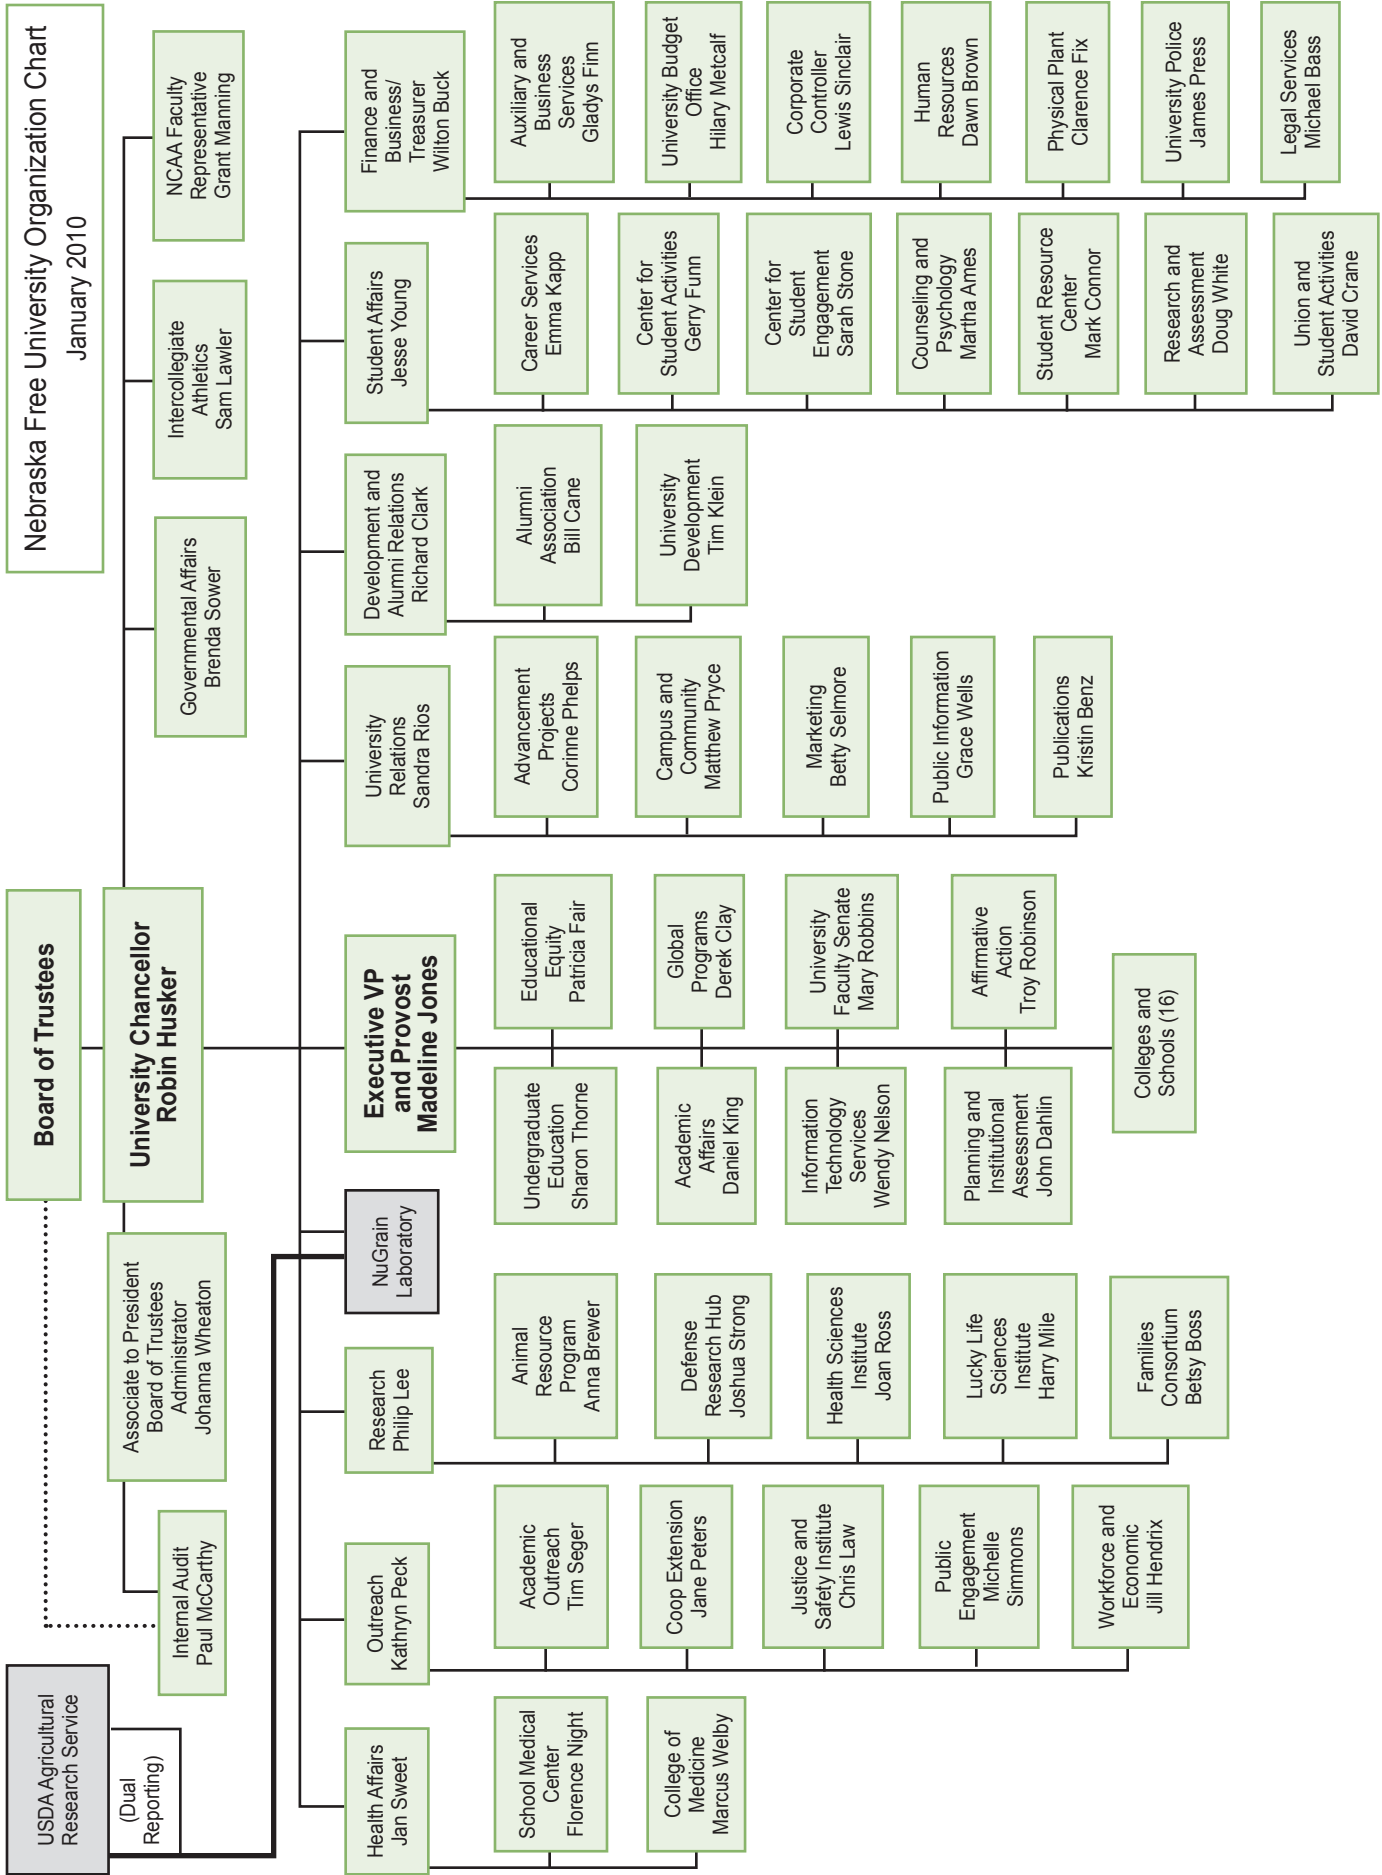 Nebraska Free University Organization Chart
January 2010
Board of Trustees
USDA Agricultural
Research Service
(Dual
Reporting)
University Chancellor
Robin Husker
Internal Audit
Paul McCarthy
Associate to President
Board of Trustees
Administrator
Johanna Wheaton
Governmental Affairs
Brenda Sower
Intercollegiate
Athletics
Sam Lawler
NCAA Faculty
Representative
Grant Manning
Health Affairs
Jan Sweet
School Medical
Center
Florence Night
College of
Medicine
Marcus Welby
Outreach
Kathryn Peck
Academic
Outreach
Tim Seger
Coop Extension
Jane Peters
Justice and
Safety Institute
Chris Law
Public
Engagement
Michelle
Simmons
Workforce and
Economic
Jill Hendrix
Research
Philip Lee
Animal
Resource
Program
Anna Brewer
Defense
Research Hub
Joshua Strong
Health Sciences
Institute
Joan Ross
Lucky Life
Sciences
Institute
Harry Mile
Families
Consortium
Betsy Boss
NuGrain
Laboratory
Executive VP
and Provost
Madeline Jones
Undergraduate
Education
Sharon Thorne
Educational
Equity
Patricia Fair
Academic
Affairs
Daniel King
Global
Programs
Derek Clay
Information
Technology
Services
Wendy Nelson
University
Faculty Senate
Mary Robbins
Planning and
Institutional
Assessment
John Dahlin
Affirmative
Action
Troy Robinson
Colleges and
Schools (16)
University
Relations
Sandra Rios
Advancement
Projects
Corinne Phelps
Campus and
Community
Matthew Pryce
Marketing
Betty Selmore
Public Information
Grace Wells
Publications
Kristin Benz
Development and
Alumni Relations
Richard Clark
Alumni
Association
Bill Cane
University
Development
Tim Klein
Student Affairs
Jesse Young
Career Services
Emma Kapp
Center for
Student Activities
Gerry Funn
Center for
Student
Engagement
Sarah Stone
Counseling and
Psychology
Martha Ames
Student Resource
Center
Mark Connor
Research and
Assessment
Doug White
Union and
Student Activities
David Crane
Finance and
Business/
Treasurer
Wilton Buck
Auxiliary and
Business
Services
Gladys Finn
University Budget
Office
Hilary Metcalf
Corporate
Controller
Lewis Sinclair
Human
Resources
Dawn Brown
Physical Plant
Clarence Fix
University Police
James Press
Legal Services
Michael Bass